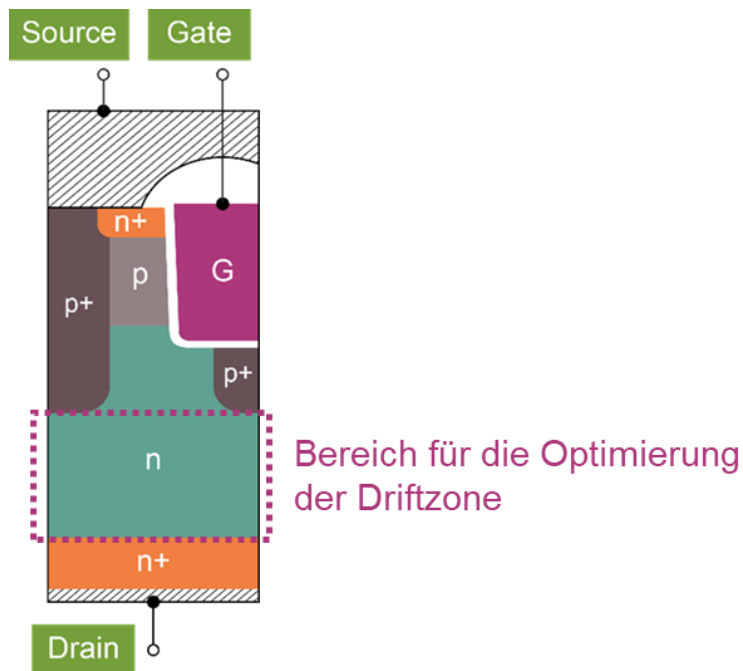 Source
Gate
n+
p
G
p+
p+
n
Bereich für die Optimierung
der Driftzone
n+
Drain